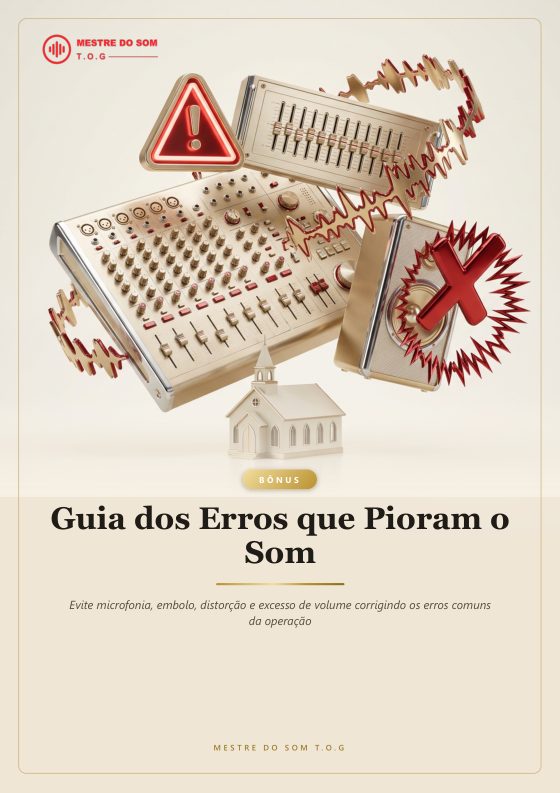 MESTRE DO SOM
T.O.G
BÔNUS
Guia dos Erros que Pioram o
Som
Evite microfonia, embolo, distorção e excesso de volume corrigindo os erros comuns
da operação
MESTRE DO SOM T.O.G